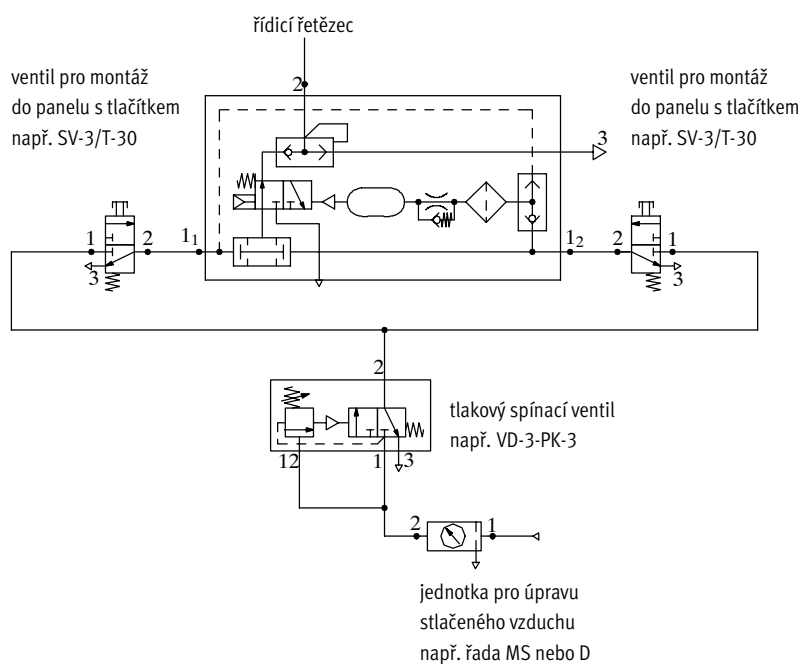 řídicí řetězec
ventil pro montáž
do panelu s tlačítkem
např. SV-3/T-30
ventil pro montáž
do panelu s tlačítkem
např. SV-3/T-30
2
3
1
2
1₁
1₂
2
1
3
3
2
tlakový spínací ventil
např. VD-3-PK-3
12
1
3
2
1
jednotka pro úpravu
stlačeného vzduchu
např. řada MS nebo D